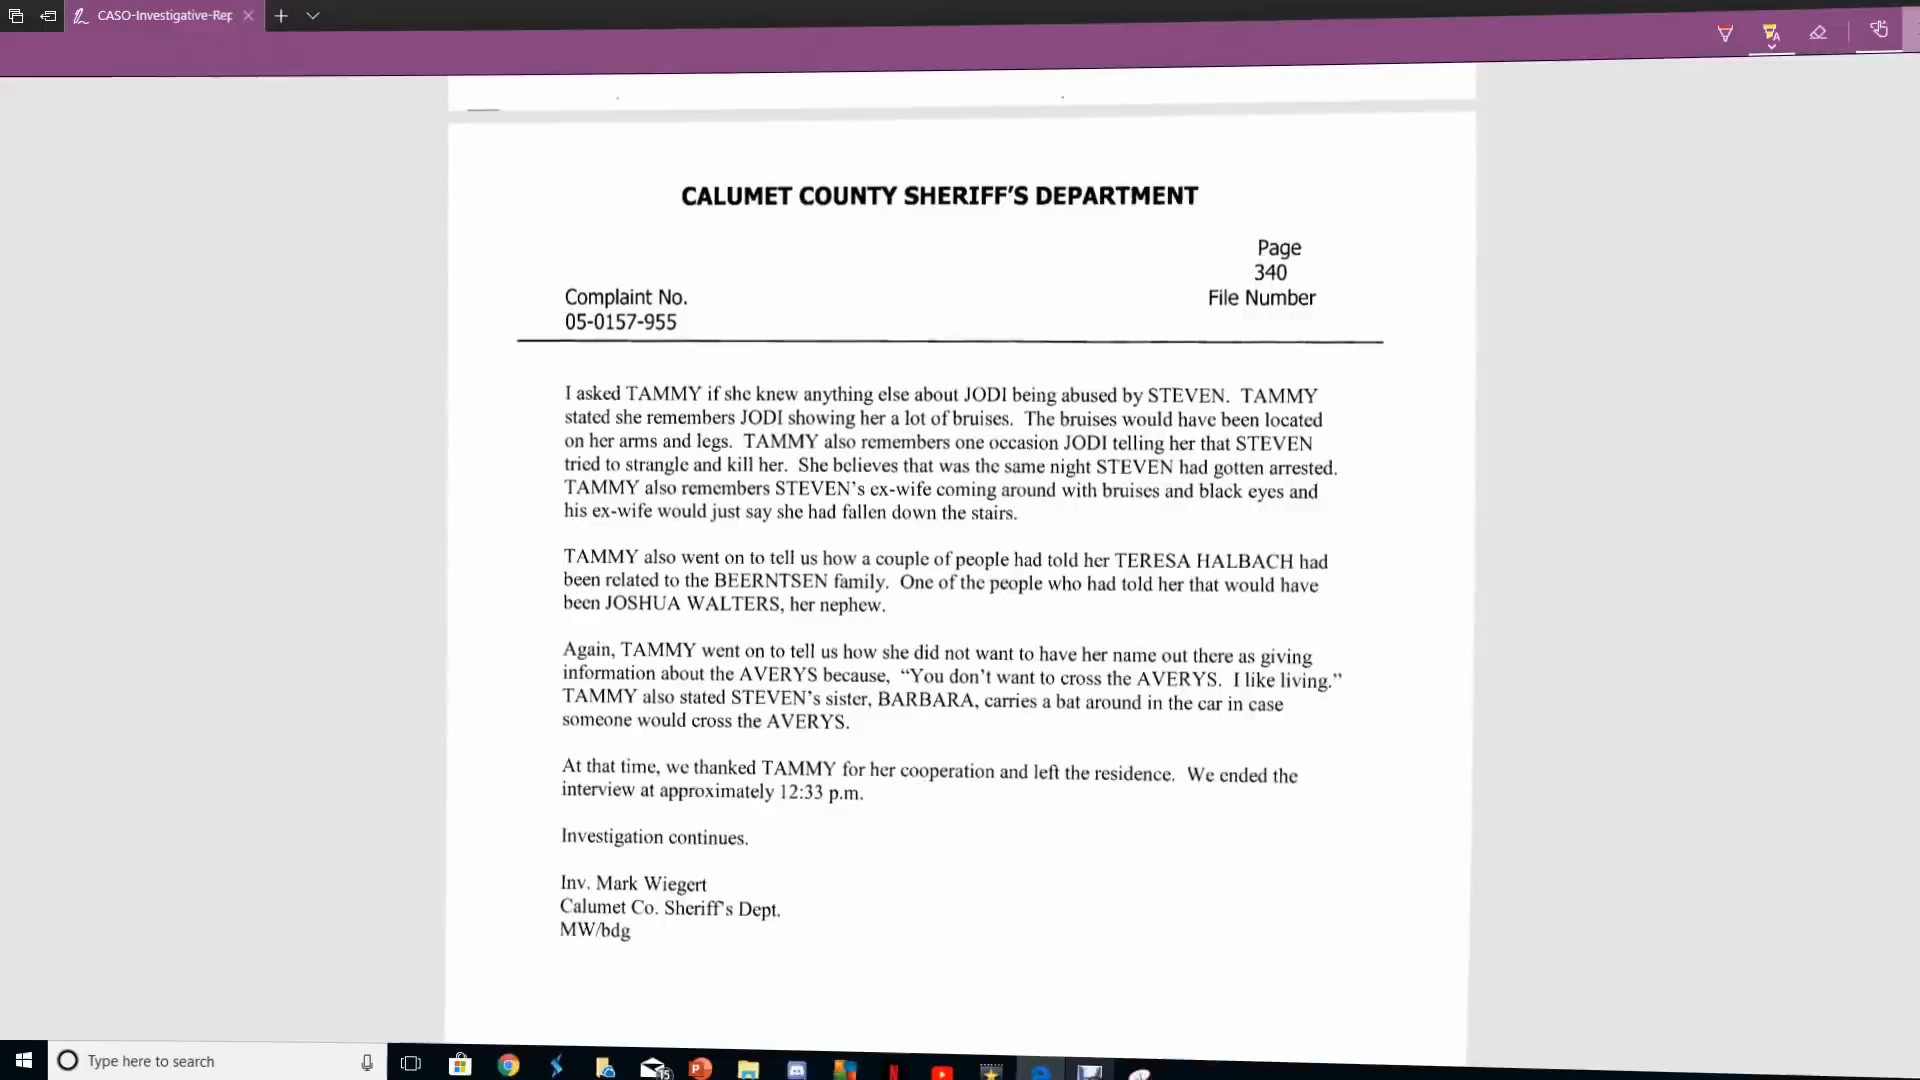 CASO-Investigative-Rep
CALUMET COUNTY SHERIFF'S DEPARTMENT
Page
340
Complaint No.
File Number
05-0157-955
I asked TAMMY if she knew anything else about JODI being abused by STEVEN. TAMMY
stated she remembers JODI showing her a lot of bruises. The bruises would have been located
on her arms and legs. TAMMY also remembers one occasion JODI telling her that STEVEN
tried to strangle and kill her. She believes that was the same night STEVEN had gotten arrested.
TAMMY also remembers STEVEN's ex-wife coming around with bruises and black eyes and
his ex-wife would just say she had fallen down the stairs.
TAMMY also went on to tell us how a couple of people had told her TERESA HALBACH had
been related to the BEERNTSEN family. One of the people who had told her that would have
been JOSHUA WALTERS, her nephew.
Again, TAMMY went on to tell us how she did not want to have her name out there as giving
information about the AVERYS because, “You don't want to cross the AVERYS. I like living.”
TAMMY also stated STEVEN's sister, BARBARA, carries a bat around in the car in case
someone would cross the AVERYS.
At that time, we thanked TAMMY for her cooperation and left the residence. We ended the
interview at approximately 12:33 p.m.
Investigation continues.
Inv. Mark Wiegert
Calumet Co. Sheriff's Dept.
MW/bdg
Type here to search
15